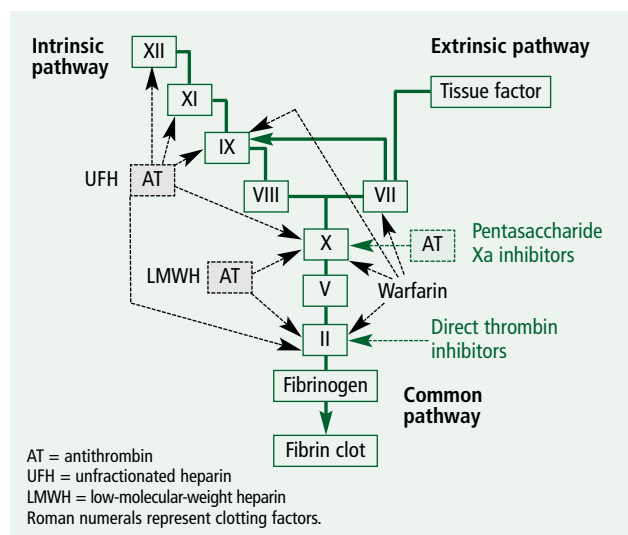 Intrinsic
pathway
Extrinsic pathway
XII
XI
Tissue factor
IX
UFH
AT
VIII
VII
X
AT
Pentasaccharide
Xa inhibitors
LMWH
AT
V
Warfarin
II
Direct thrombin
inhibitors
Fibrinogen
Common
pathway
Fibrin clot
AT = antithrombin
UFH = unfractionated heparin
LMWH = low-molecular-weight heparin
Roman numerals represent clotting factors.